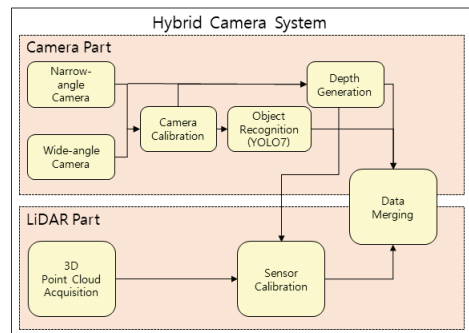 Hybrid Camera System
Camera Part
Narrow-
angle
Camera
Wide-angle
Camera
Camera
Calibration
Object
Recognition
(YOLO7)
Depth
Generation
Data
Merging
LiDAR Part
3D
Point Cloud
Acquisition
Sensor
Calibration